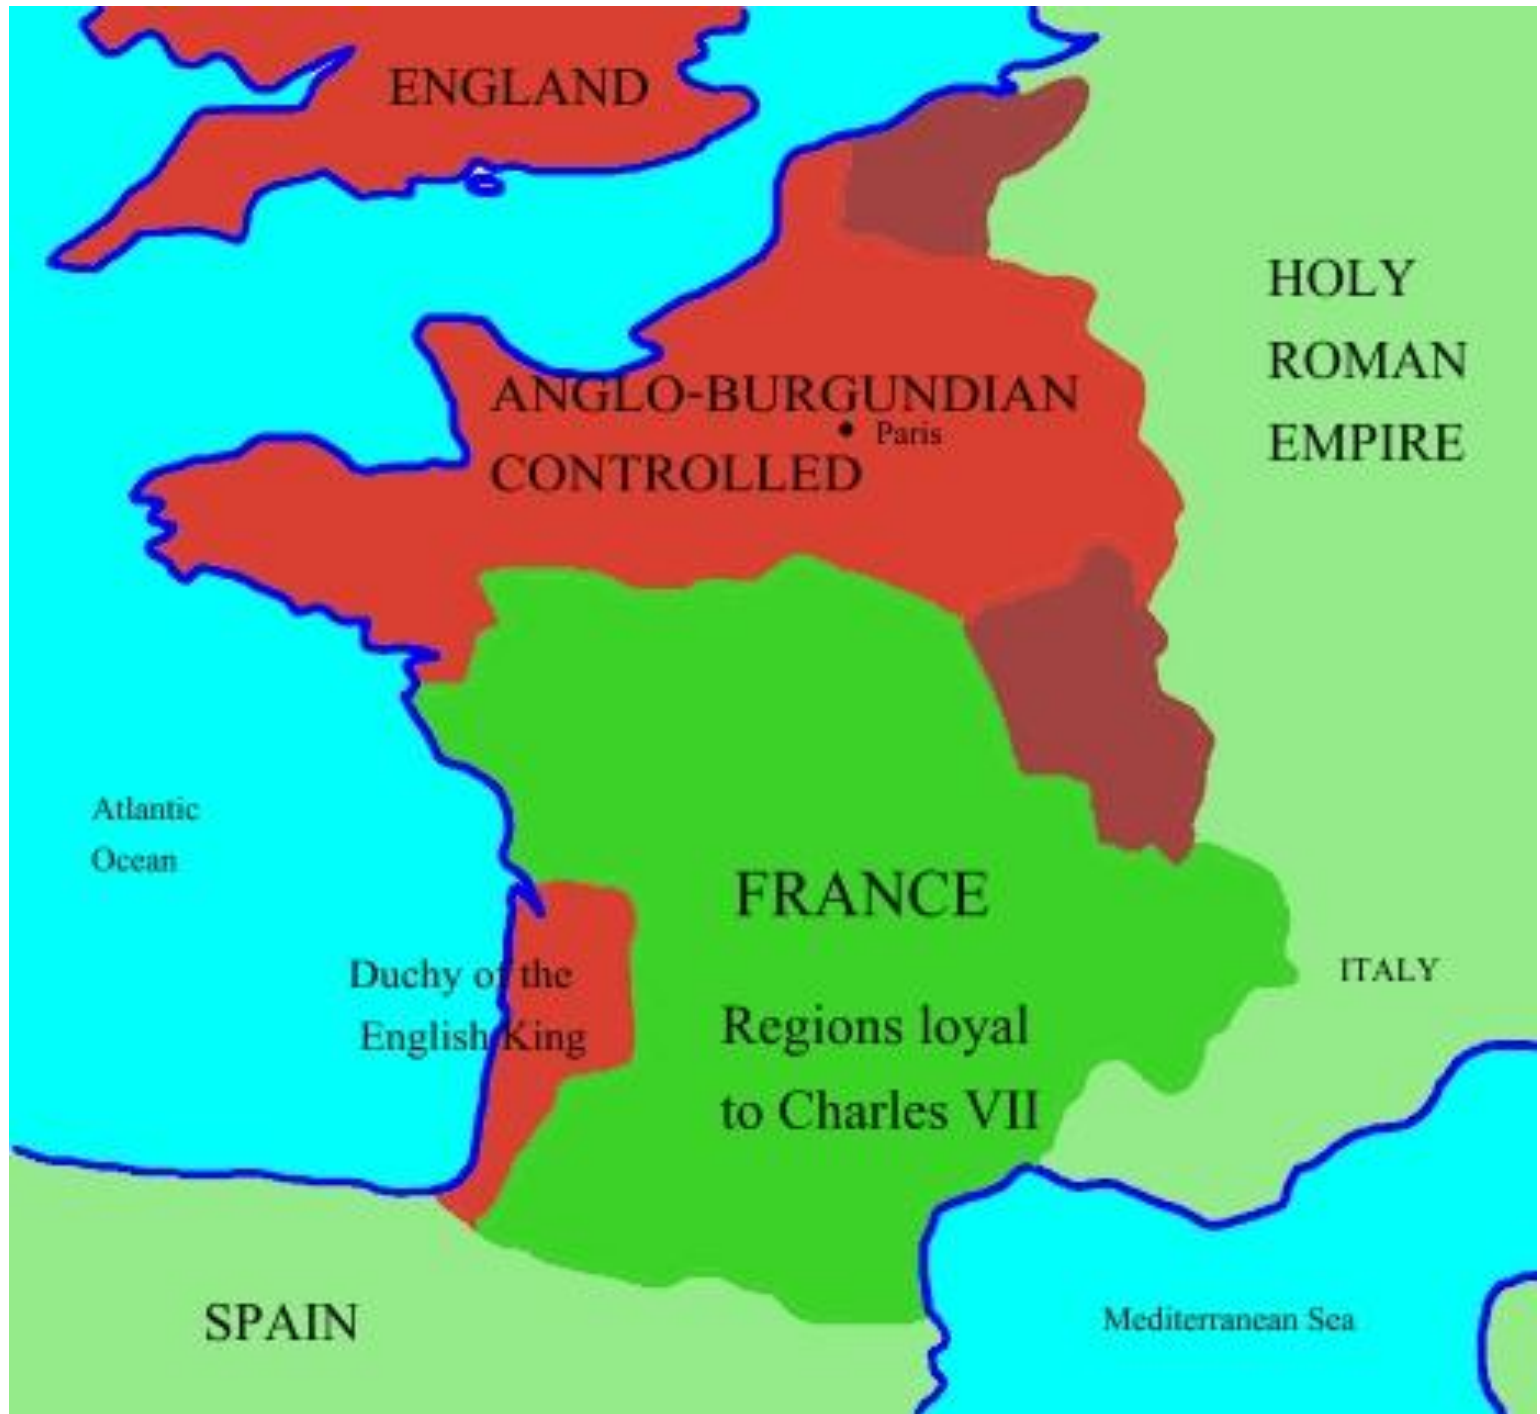 ENGLAND
HOLY
ROMAN
EMPIRE
ANGLO-BURGUNDIAN
Paris
CONTROLLED
Atlantic
Ocean
FRANCE
Duchy of the
English King
ITALY
Regions loyal
to Charles VII
SPAIN
Mediterranean Sea